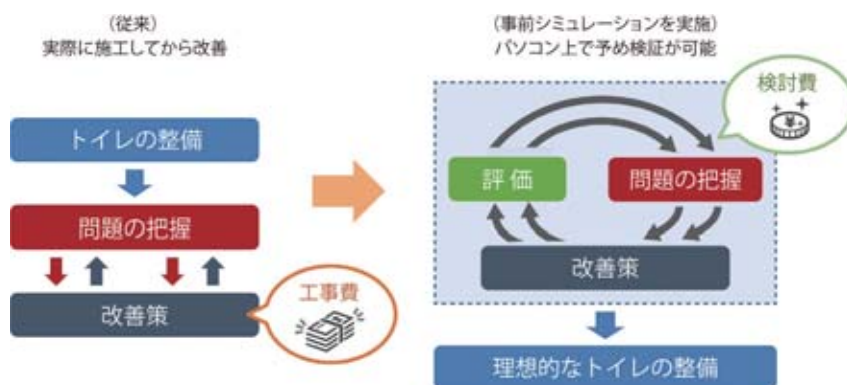 （従来）
実際に施工してから改善
トイレの整備
問題の把握
改善策
工事費
（事前シミュレーションを実施）
パソコン上で予め検証が可能
検討費
評価
問題の把握
改善策
理想的なトイレの整備